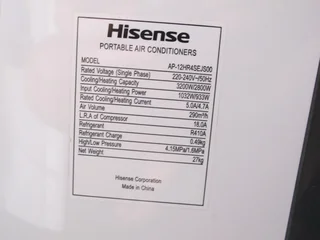 Hisense
PORTABLE AIR CONDITIONERS
MODEL AP-12HR4SEJS00
Rated Voltage (Single Phase) 220-240V~/50Hz
Cooling/Heating Capacity 3200W/2800W
Input Cooling/Heating Power 1032W/933W
Rated Cooling/Heating Current 5.0A/4.7A
Air Volume 290m³/h
L.R.A of Compressor 18.0A
Refrigerant R410A
Refrigerant Charge 0.49kg
High/Low Pressure 4.15MPa/1.6MPa
Net Weight 27kg
Hisense Corporation
Made in China